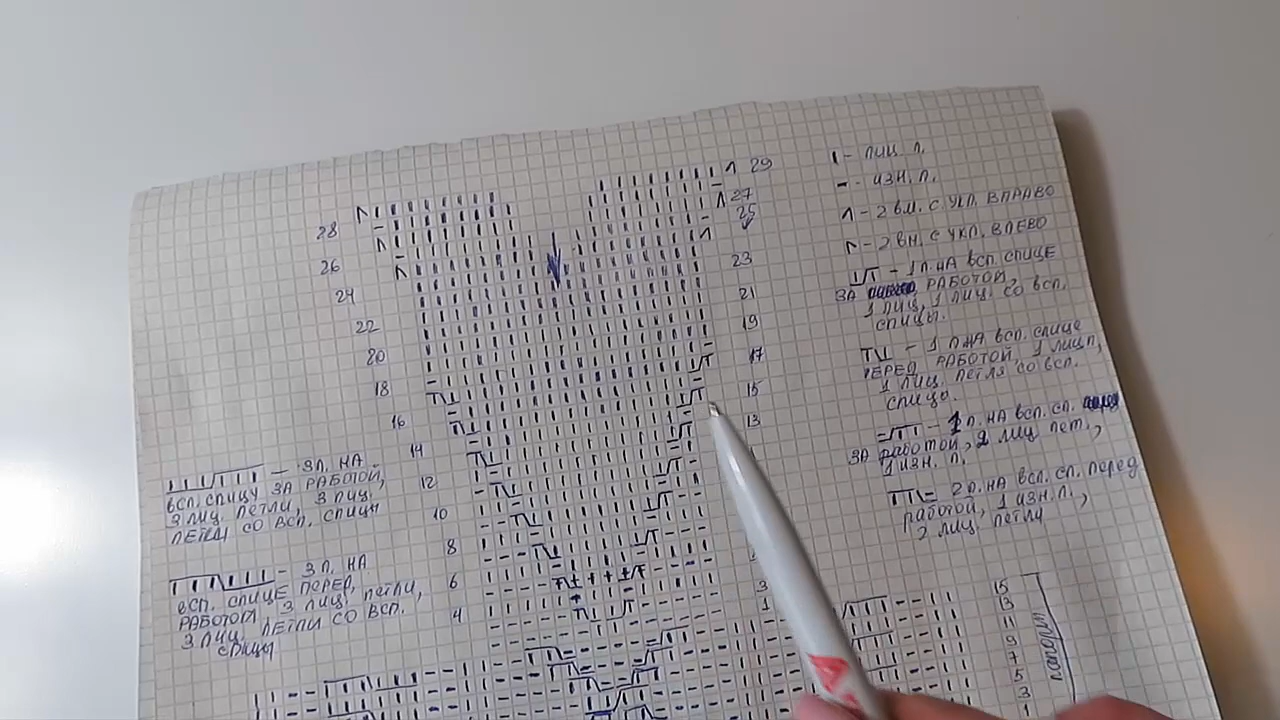 29
27
25
23
21
19
17
15
13
3
1
28
26
24
22
20
18
16
14
12
10
8
6
4
I - ЛИЦ П.
- - ИЗН. П.
2 ВМ. С УКЛ. ВПРАВО
2 ВН. С УКЛ. ВЛЕВО
- 1 П. НА ВСП. СПИЦЕ
ЗА РАБОТОЙ,
1 ЛИЦ, 1 ЛИЦ. СО ВСП.
СПИЦЫ.
- 1 П НА ВСП. СПИЦЕ
ПЕРЕД РАБОТОЙ, 1 ЛИЦ П,
1 ЛИЦ. ПЕТЛЯ СО ВСП.
СПИЦЫ.
- 1 П. НА ВСП. СП.
ЗА РАБОТОЙ, 2 ЛИЦ ПЕТ.,
1 ИЗН. П.
- 2 П. НА ВСП. СП. ПЕРЕД
РАБОТОЙ, 1 ИЗН. П.,
2 ЛИЦ. ПЕТЛИ
- 3 П. НА
ВСП. СПИЦУ ЗА РАБОТОЙ,
3 ЛИЦ. ПЕТЛИ, 3 ЛИЦ.
ПЕТЛИ СО ВСП. СПИЦЫ
- 3 П. НА
ВСП. СПИЦЕ ПЕРЕД,
РАБОТОЙ, 3 ЛИЦ. ПЕТЛИ,
3 ЛИЦ. ПЕТЛИ СО ВСП.
СПИЦЫ
15
13
11
9
7
5
3
1